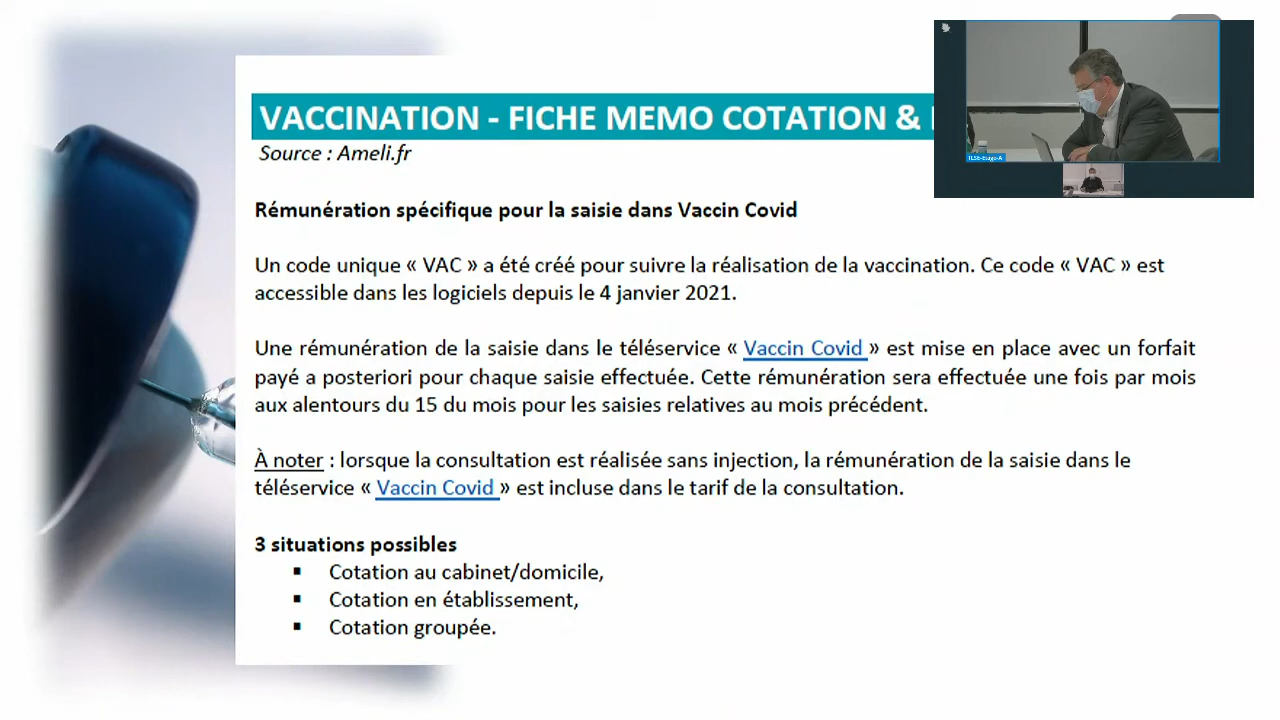 VACCINATION - FICHE MEMO COTATION &
Source : Ameli.fr
Rémunération spécifique pour la saisie dans Vaccin Covid
Un code unique « VAC » a été créé pour suivre la réalisation de la vaccination. Ce code « VAC » est
accessible dans les logiciels depuis le 4 janvier 2021.
Une rémunération de la saisie dans le téléservice « Vaccin Covid » est mise en place avec un forfait
payé a posteriori pour chaque saisie effectuée. Cette rémunération sera effectuée une fois par mois
aux alentours du 15 du mois pour les saisies relatives au mois précédent.
À noter : lorsque la consultation est réalisée sans injection, la rémunération de la saisie dans le
téléservice « Vaccin Covid » est incluse dans le tarif de la consultation.
3 situations possibles
▪ Cotation au cabinet/domicile,
▪ Cotation en établissement,
▪ Cotation groupée.